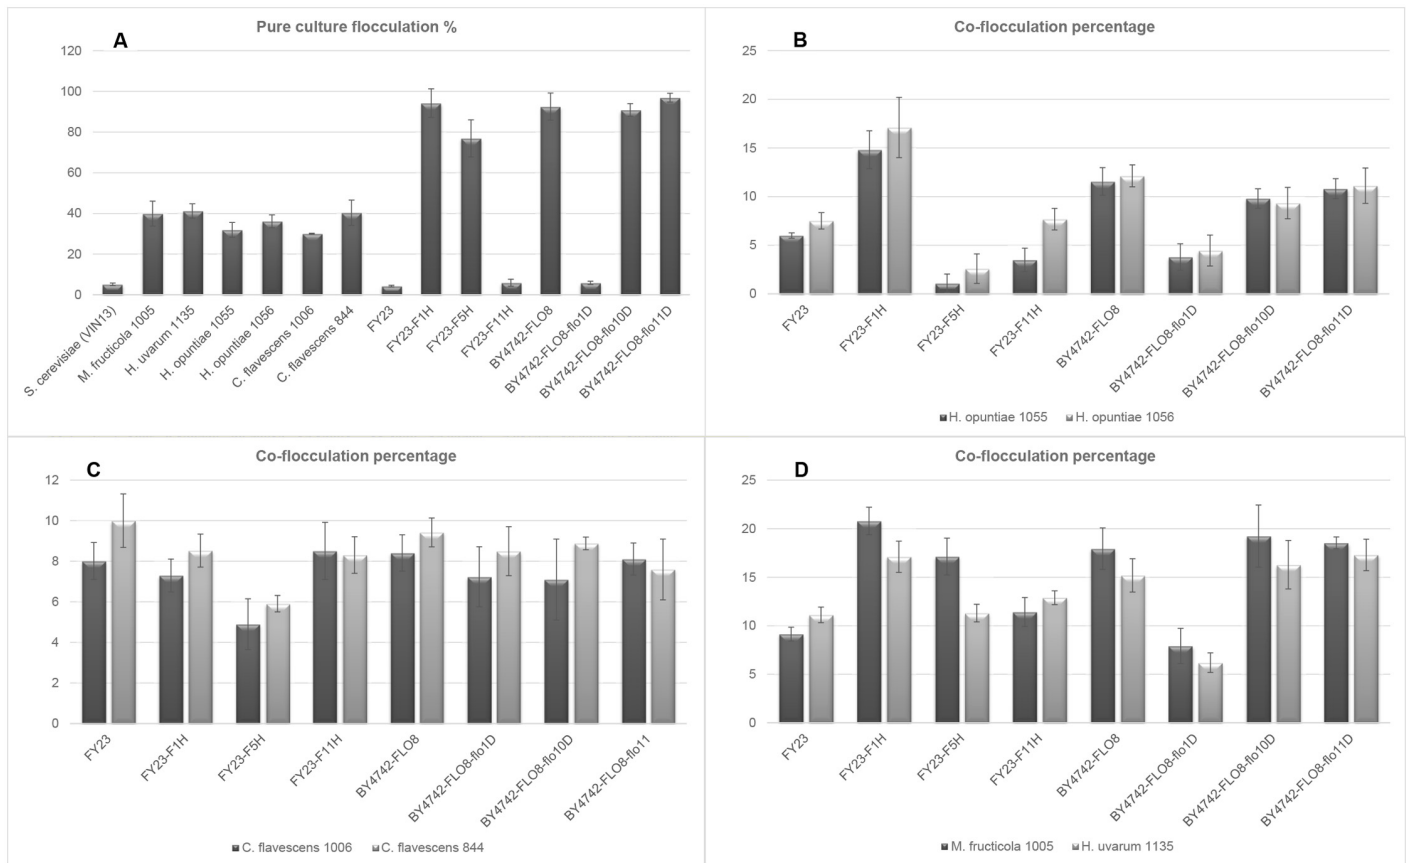 A
Pure culture flocculation %
120
100
80
60
40
20
0
S. cerevisiae (VIN13)
M. fructicola 1005
H. uvarum 1135
H. opuntiae 1055
H. opuntiae 1056
C. flavescens 1006
C. flavescens 844
FY23
FY23-F1H
FY23-F5H
FY23-F11H
BY4742-FLO8
BY4742-FLO8-flo1D
BY4742-FLO8-flo10D
BY4742-FLO8-flo11D
B
Co-flocculation percentage
25
20
15
10
5
0
FY23
FY23-F1H
FY23-F5H
FY23-F11H
BY4742-FLO8
BY4742-FLO8-flo1D
BY4742-FLO8-flo10D
BY4742-FLO8-flo11D
H. opuntiae 1055 H. opuntiae 1056
C
Co-flocculation percentage
12
10
8
6
4
2
0
FY23
FY23-F1H
FY23-F5H
FY23-F11H
BY4742-FLO8
BY4742-FLO8-flo1D
BY4742-FLO8-flo10D
BY4742-FLO8-flo11
C. flavescens 1006 C. flavescens 844
D
Co-flocculation percentage
25
20
15
10
5
0
FY23
FY23-F1H
FY23-F5H
FY23-F11H
BY4742-FLO8
BY4742-FLO8-flo1D
BY4742-FLO8-flo10D
BY4742-FLO8-flo11D
M. fructicola 1005 H. uvarum 1135